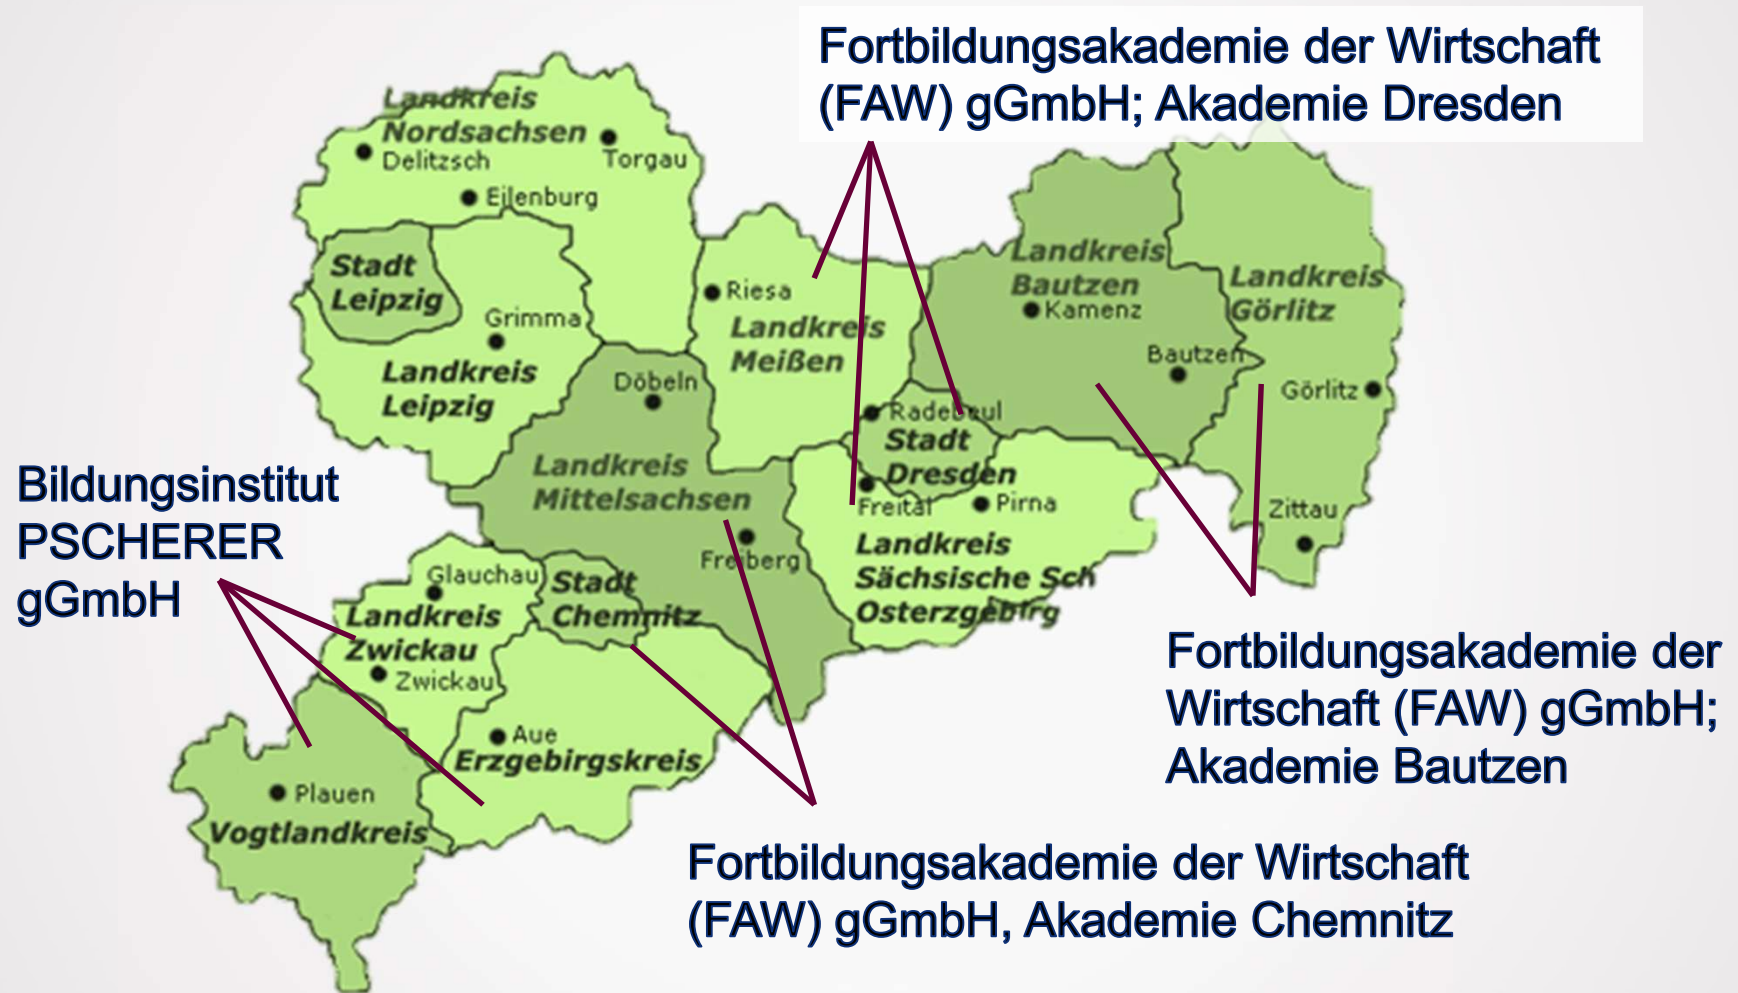 Fortbildungsakademie der Wirtschaft
(FAW) gGmbH; Akademie Dresden
Landkreis
Nordsachsen
Delitzsch
Torgau
Eilenburg
Stadt
Leipzig
Grimma
Landkreis
Leipzig
Riesa
Landkreis
Meißen
Landkreis
Bautzen
Kamenz
Bautzen
Landkreis
Görlitz
Görlitz
Zittau
Döbeln
Landkreis
Mittelsachsen
Freiberg
Radebeul
Stadt
Dresden
Freital
Pirna
Landkreis
Sächsische Sch
Osterzgebirg
Bildungsinstitut
PSCHERER
gGmbH
Glauchau
Landkreis
Zwickau
Zwickau
Stadt
Chemnitz
Aue
Erzgebirgskreis
Plauen
Vogtlandkreis
Fortbildungsakademie der
Wirtschaft (FAW) gGmbH;
Akademie Bautzen
Fortbildungsakademie der Wirtschaft
(FAW) gGmbH, Akademie Chemnitz